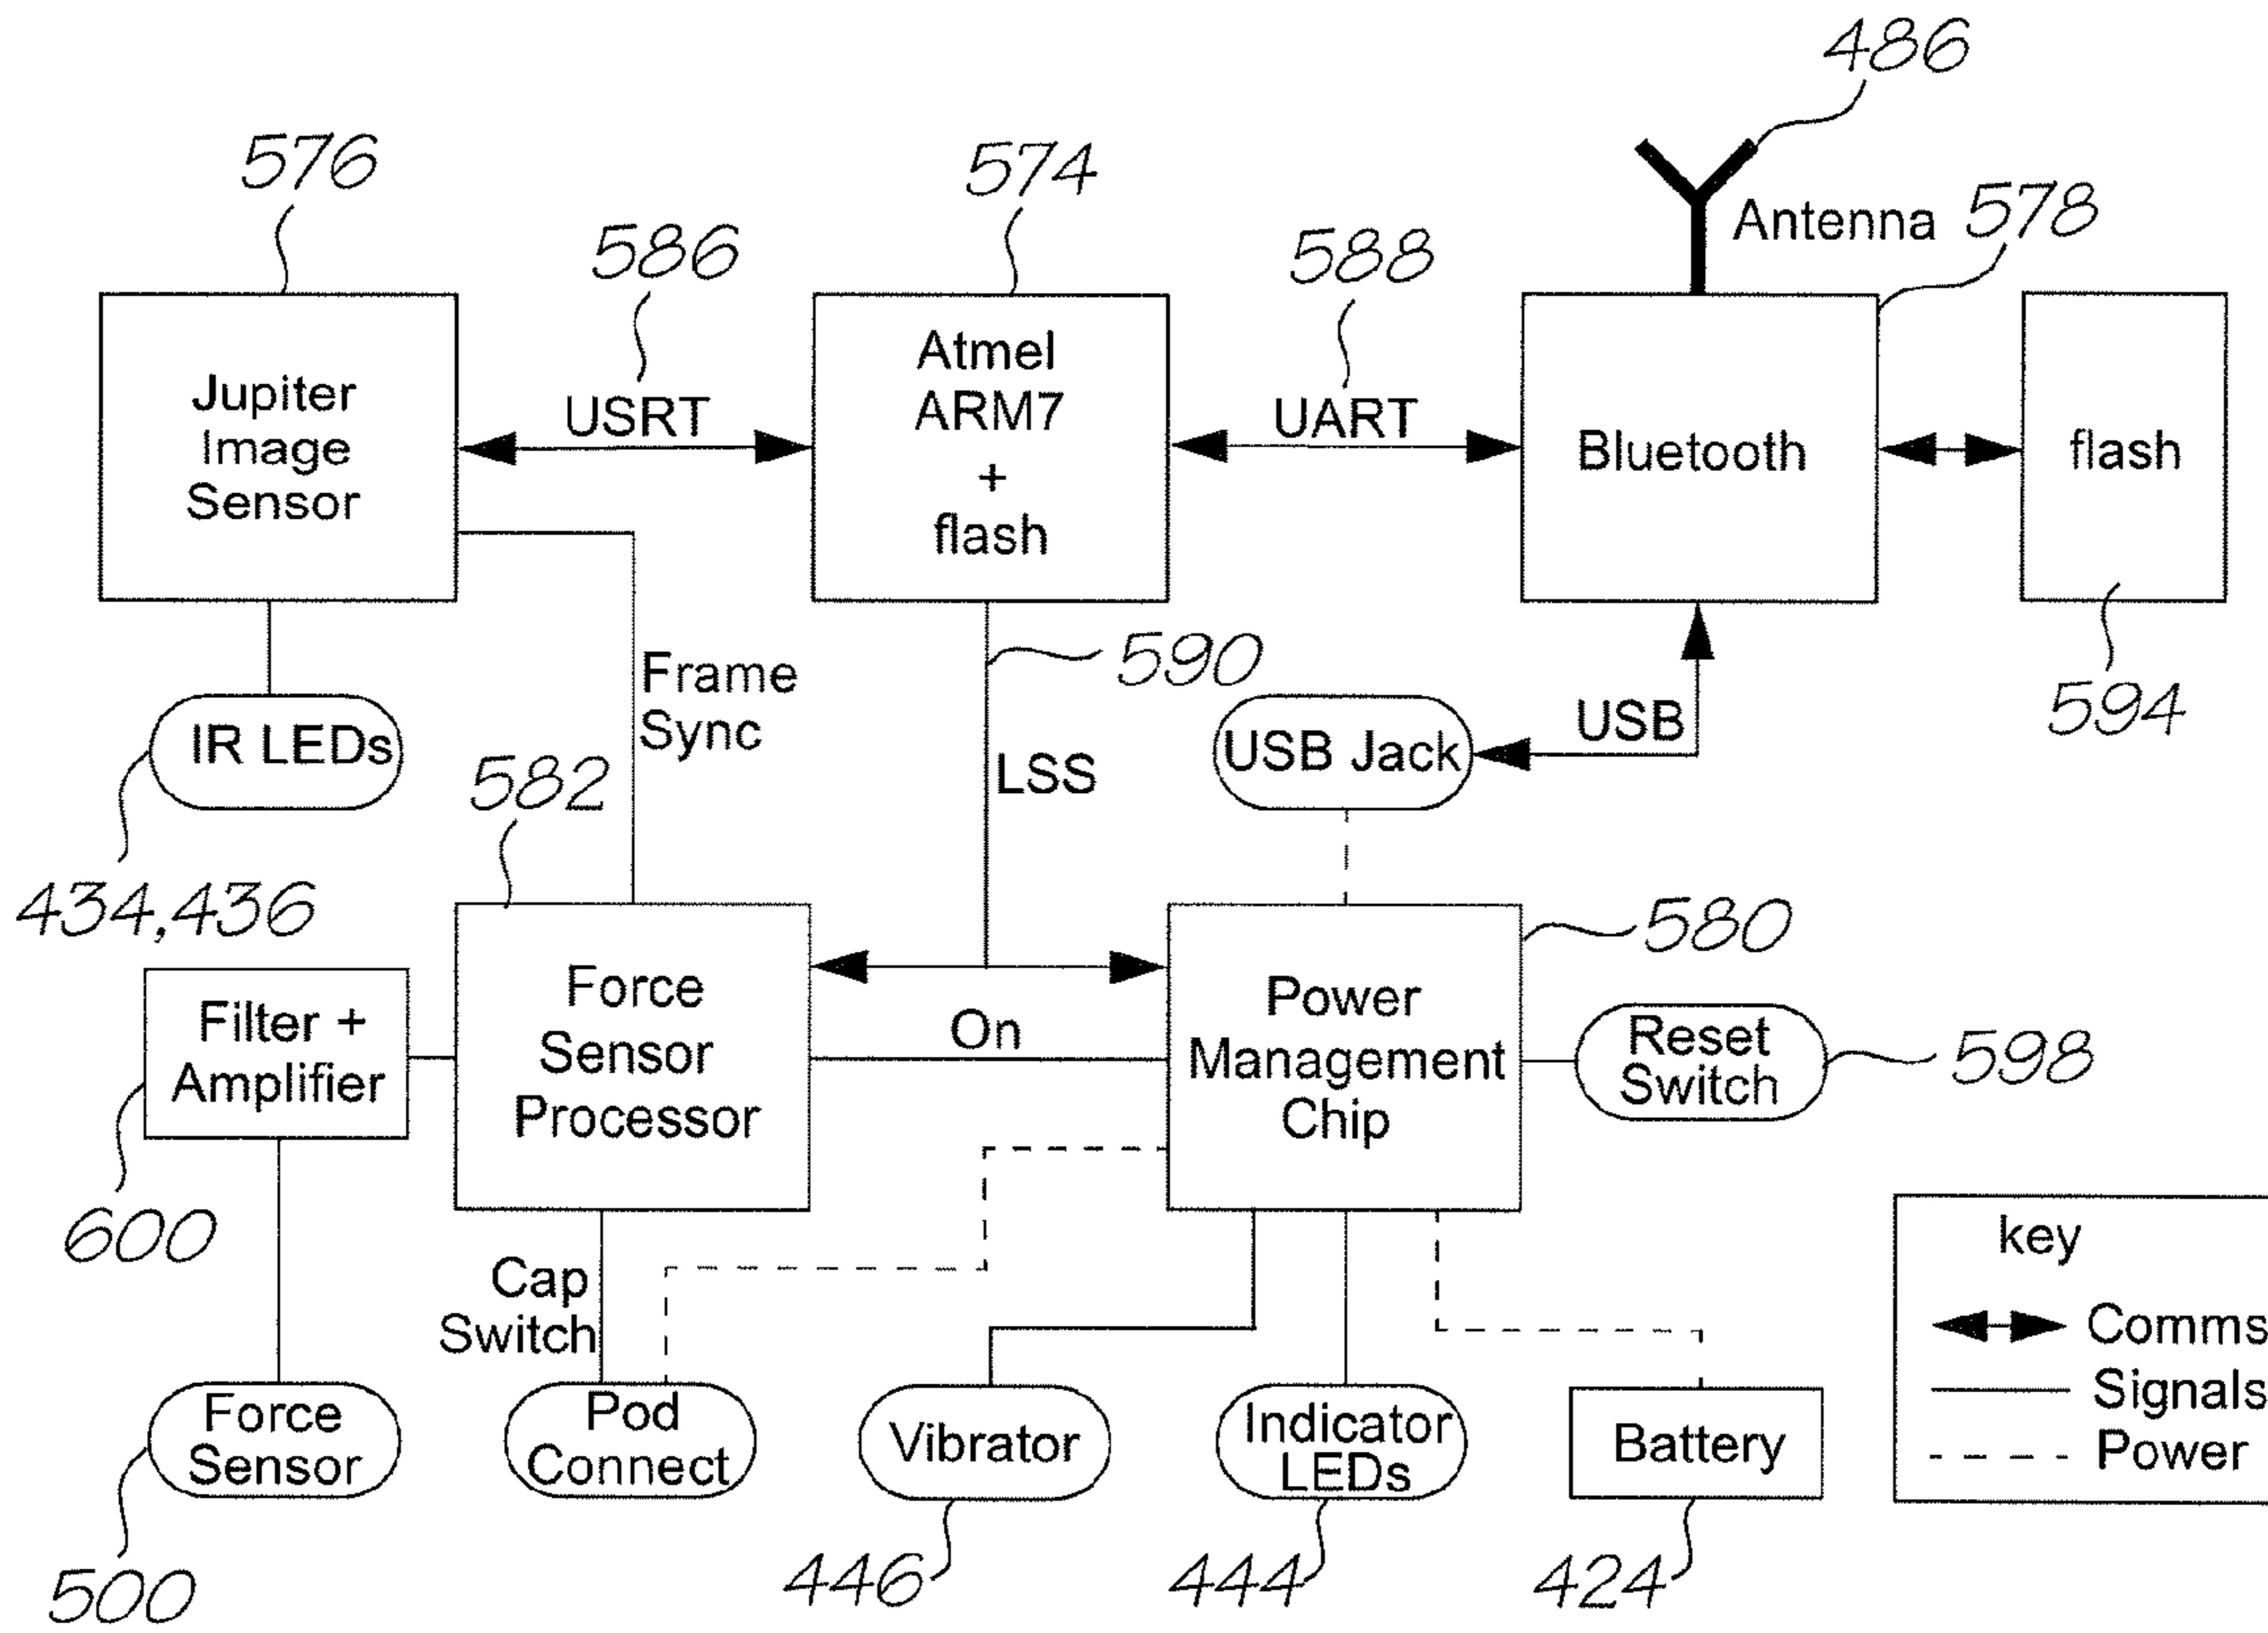 486
576
574
Antenna
578
586
588
Jupiter
Image
Sensor
USRT
Atmel
ARM7
+
flash
UART
Bluetooth
flash
590
594
Frame
Sync
IR LEDs
LSS
USB Jack
USB
582
434,436
580
Filter +
Amplifier
Force
Sensor
Processor
On
Power
Management
Chip
Reset
Switch
598
600
Cap
Switch
key
Comms
Signals
Power
Force
Sensor
Pod
Connect
Vibrator
Indicator
LEDs
Battery
500
446
444
424